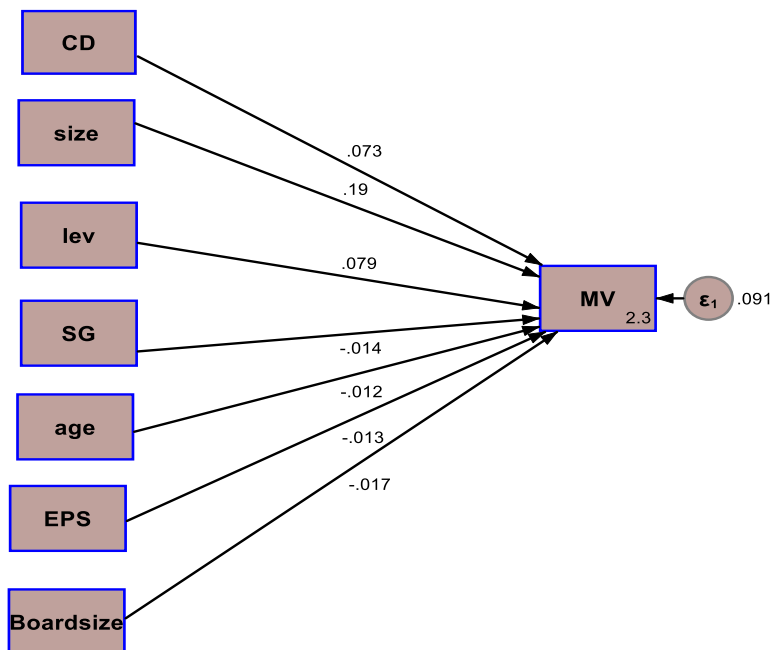 CD
size
lev
SG
age
EPS
Boardsize
.073
.19
.079
-.014
-.012
-.013
-.017
MV
2.3
ε₁
.091